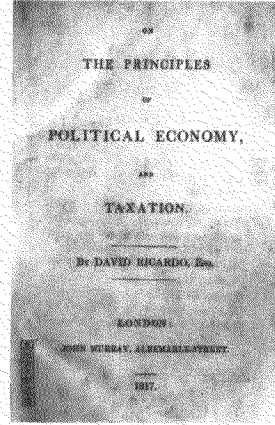 ON
THE PRINCIPLES
OF
POLITICAL ECONOMY,
AND
TAXATION.
By DAVID RICARDO, Esq.
LONDON:
JOHN MURRAY, ALBEMARLE-STREET.
1817.